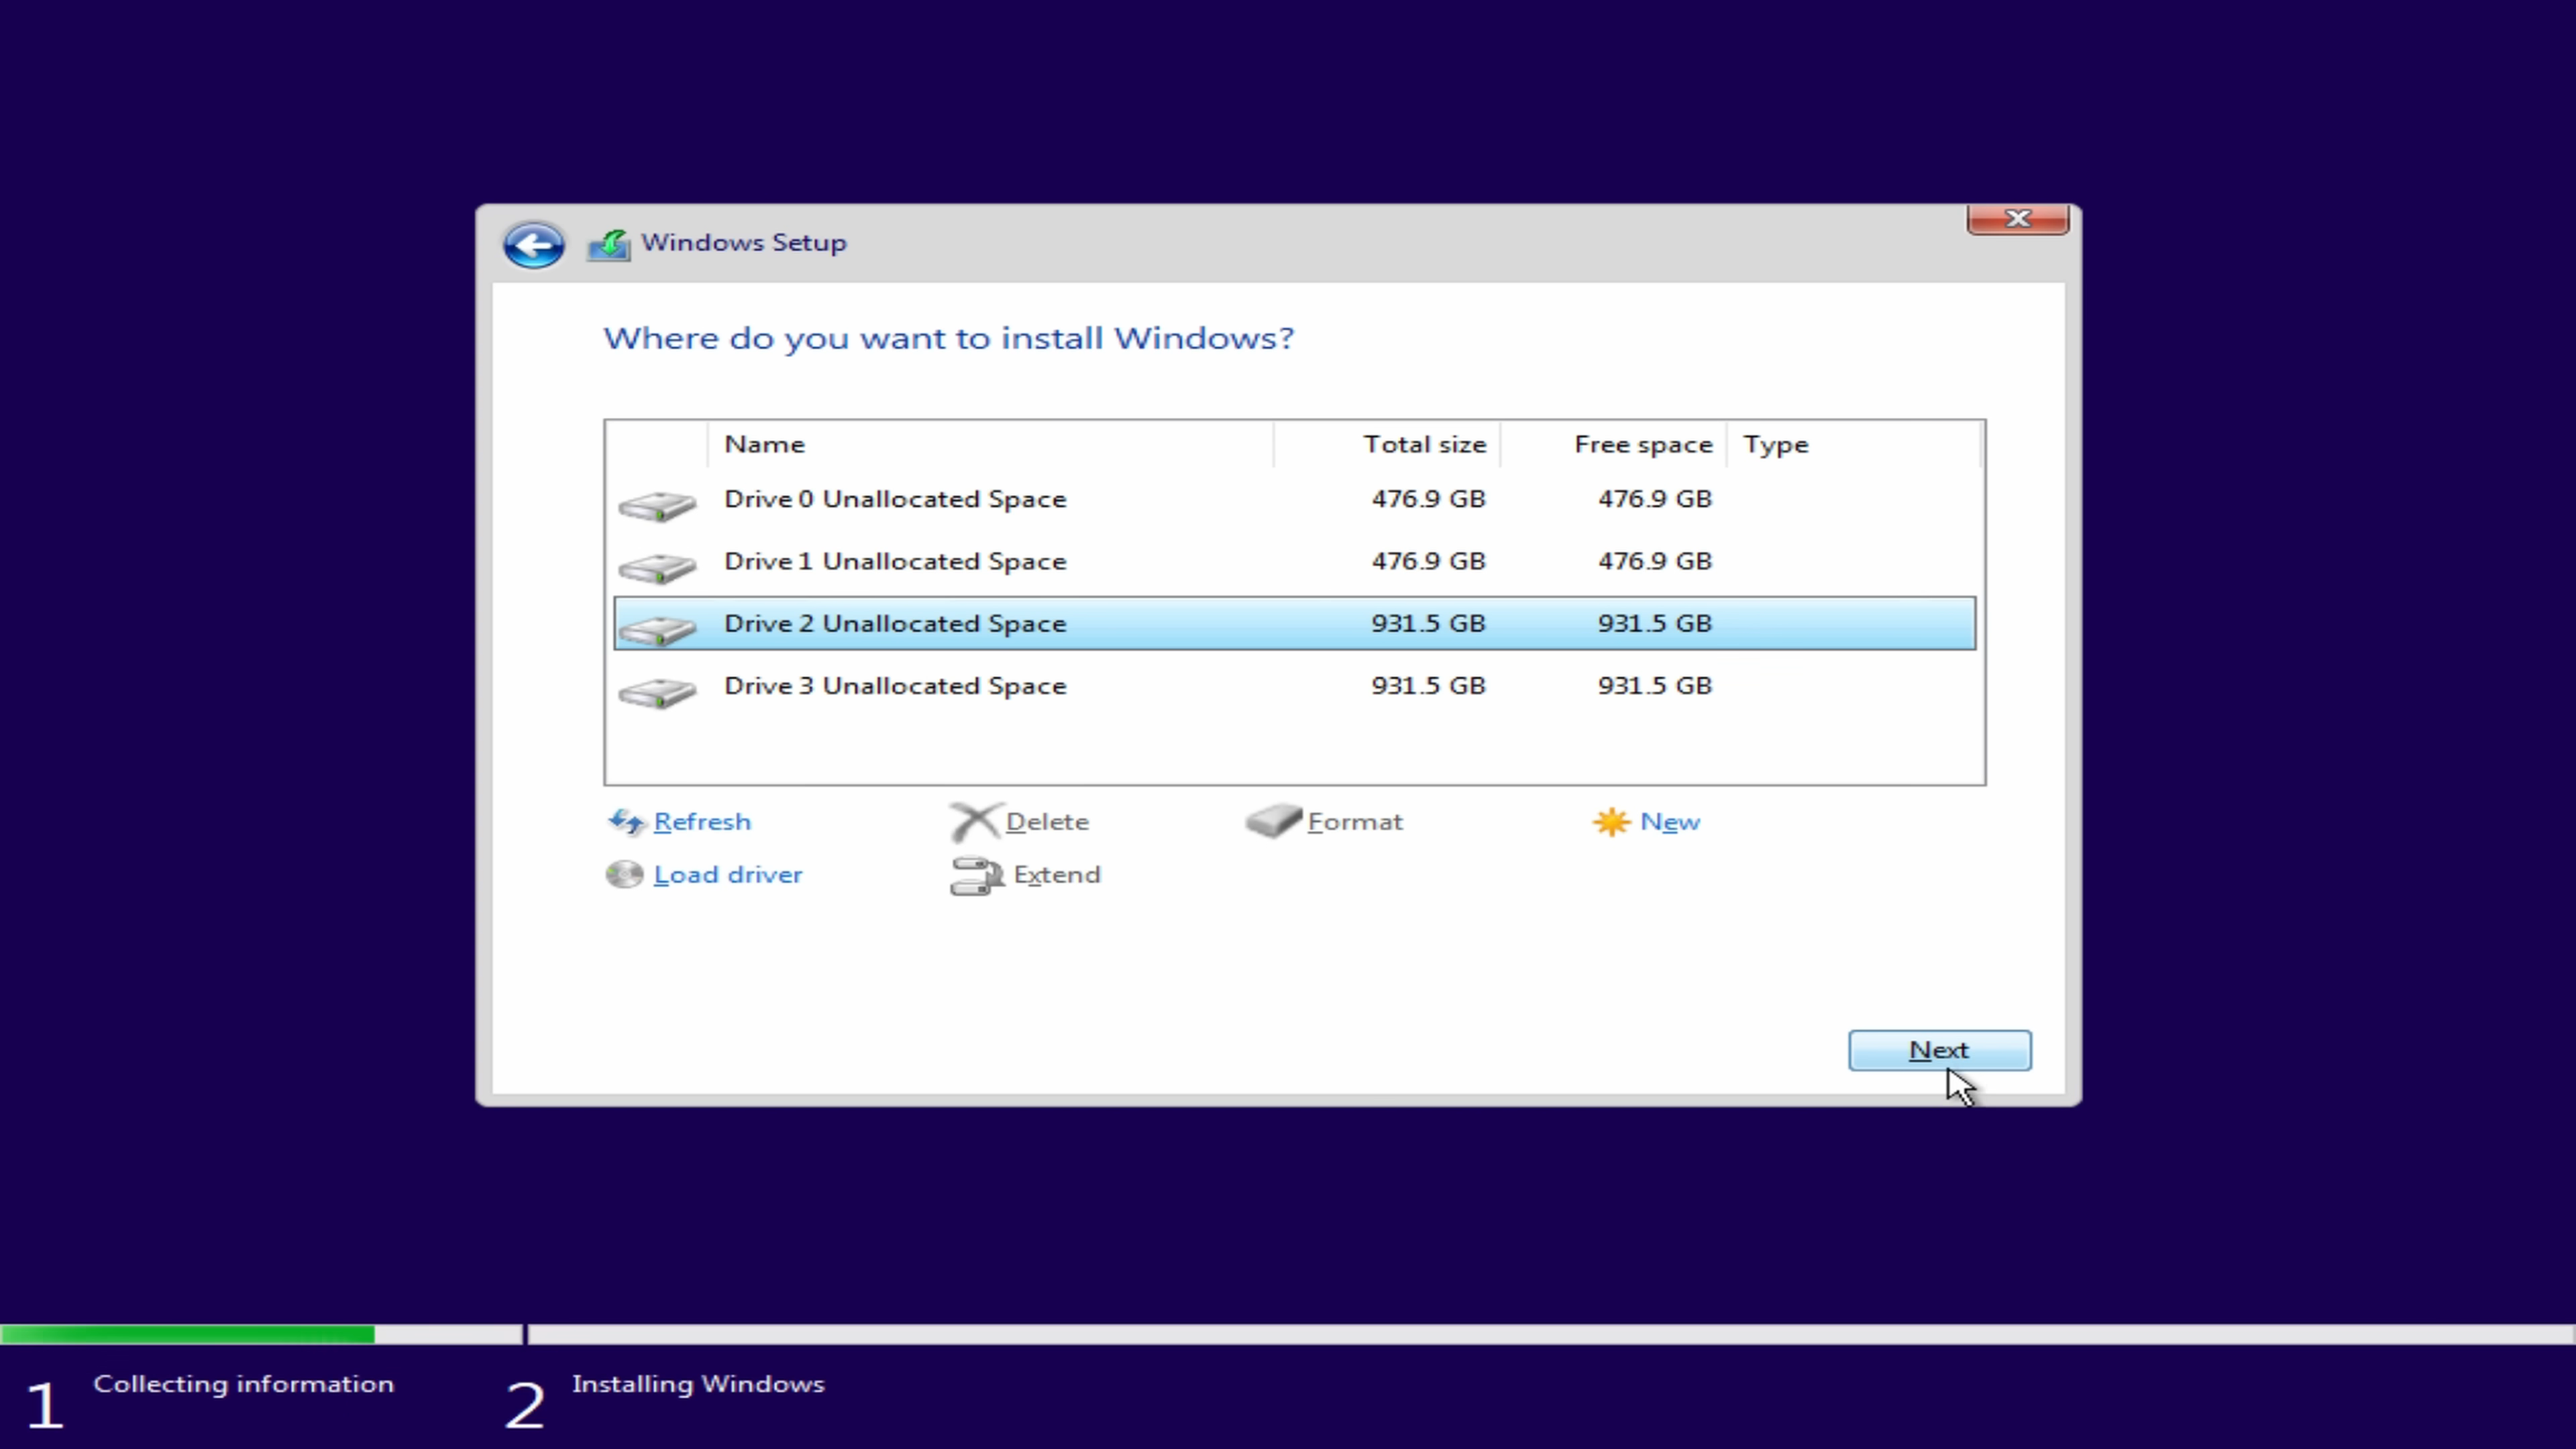 Windows Setup
Where do you want to install Windows?
Name Total size Free space Type
Drive 0 Unallocated Space 476.9 GB 476.9 GB
Drive 1 Unallocated Space 476.9 GB 476.9 GB
Drive 2 Unallocated Space 931.5 GB 931.5 GB
Drive 3 Unallocated Space 931.5 GB 931.5 GB
Refresh Delete Format New
Load driver Extend
Next
1 Collecting information 2 Installing Windows